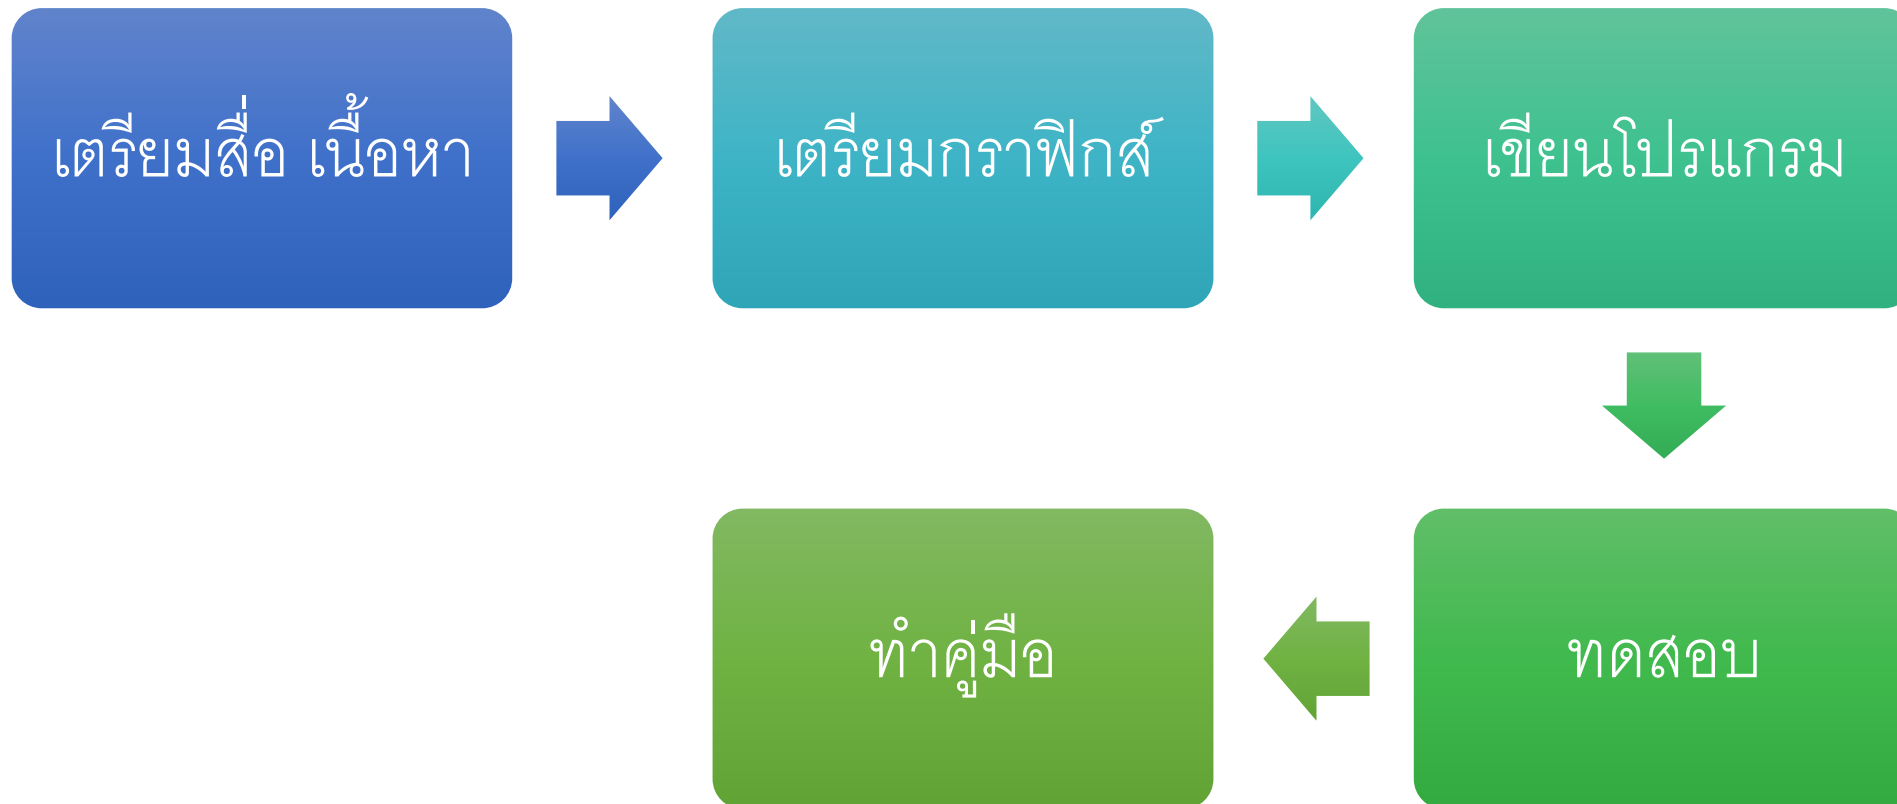 เตรียมสื่อ เนื้อหา
เตรียมกราฟิกส์
เขียนโปรแกรม
ทดสอบ
ทำคู่มือ